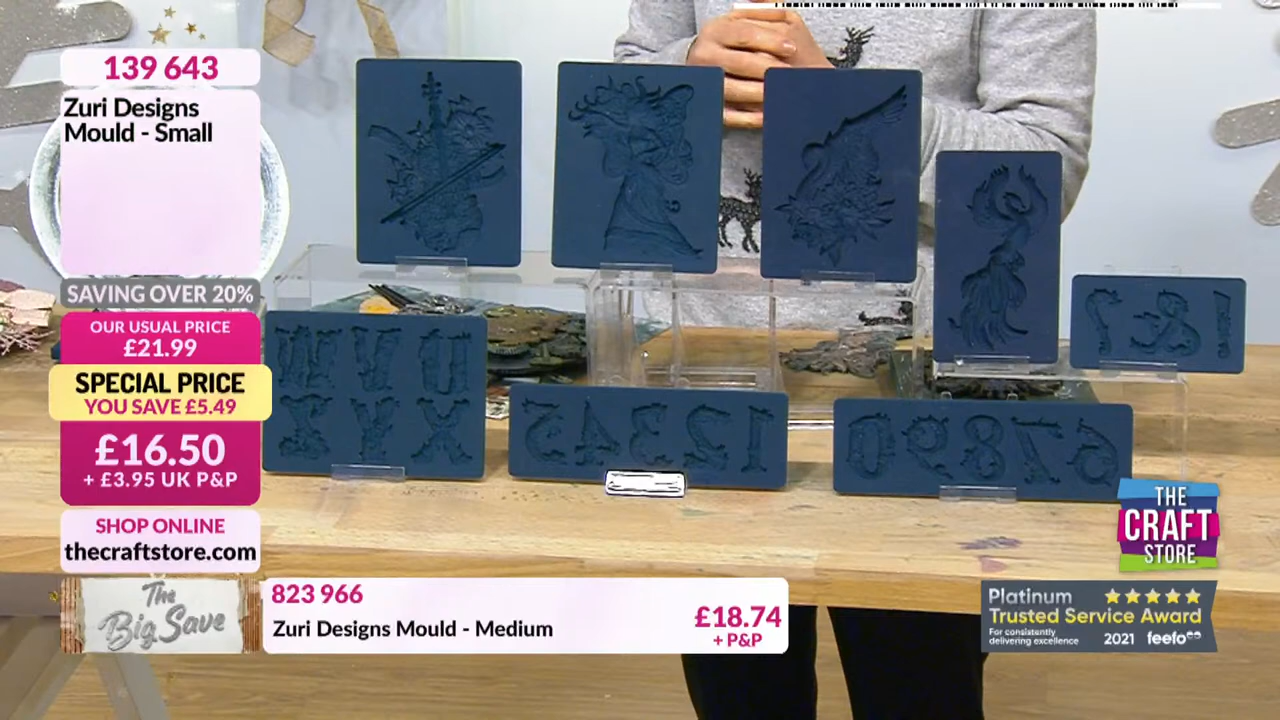 139 643
Zuri Designs
Mould - Small
SAVING OVER 20%
OUR USUAL PRICE
£21.99
SPECIAL PRICE
YOU SAVE £5.49
£16.50
+ £3.95 UK P&P
SHOP ONLINE
thecraftstore.com
The
Big Save
823 966
Zuri Designs Mould - Medium
£18.74
+ P&P
THE
CRAFT
STORE
Platinum
Trusted Service Award
For consistently
delivering excellence
2021 feefo